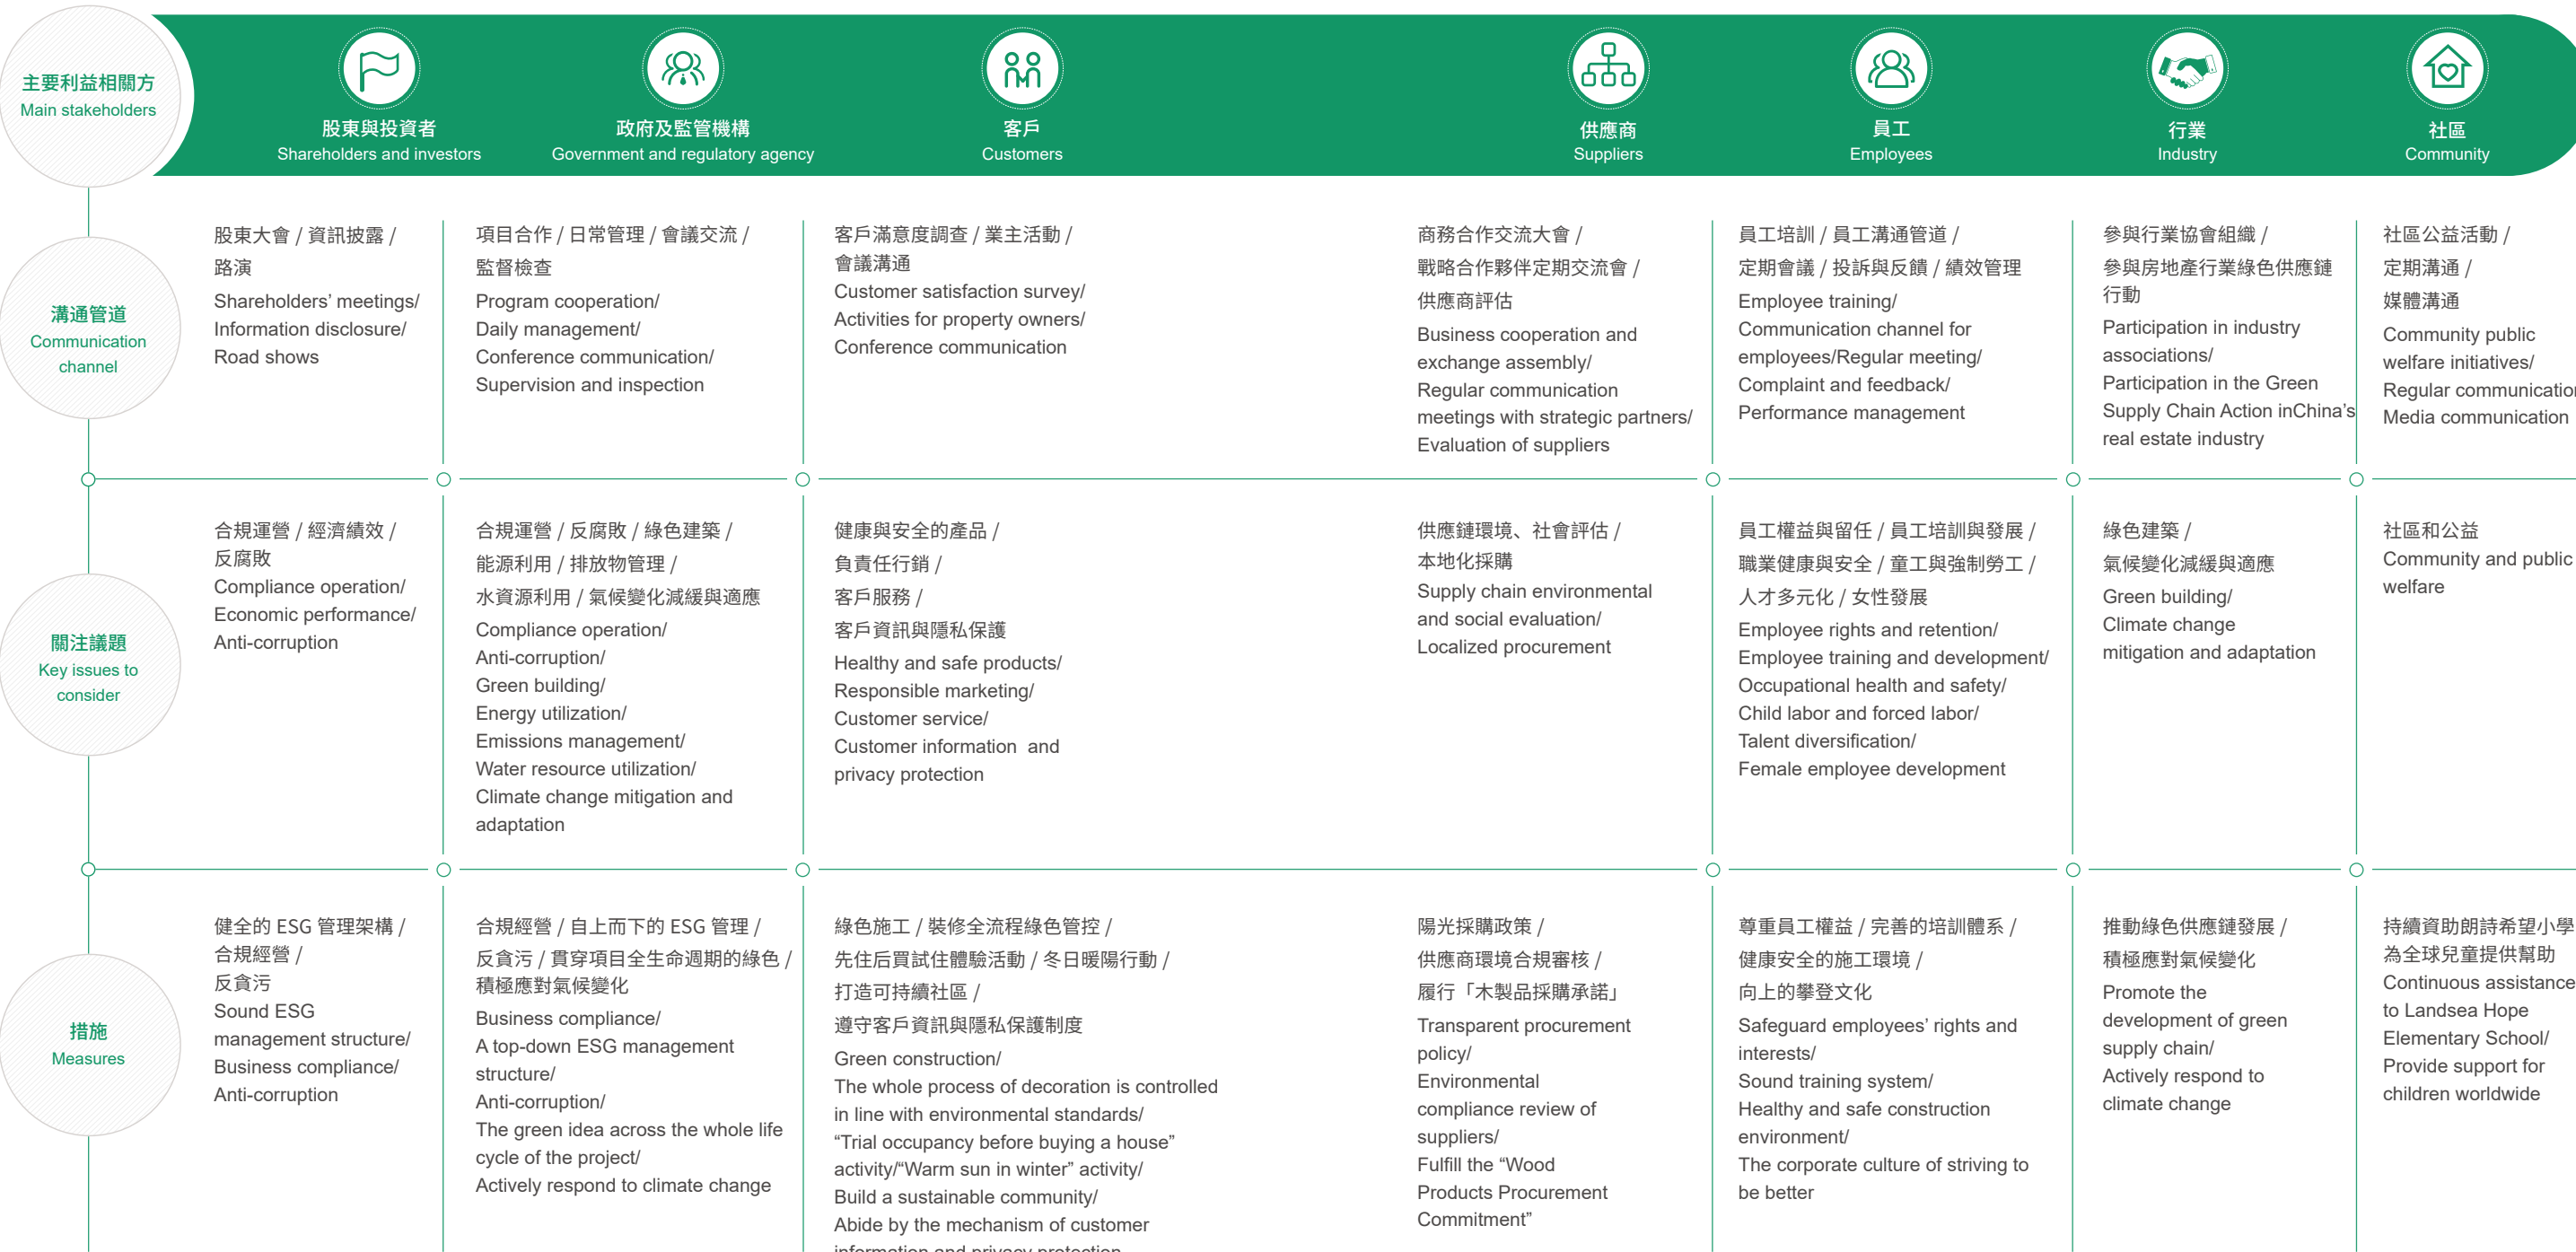 主要利益相關方
Main stakeholders
股東與投資者
Shareholders and investors
政府及監管機構
Government and regulatory agency
客戶
Customers
供應商
Suppliers
員工
Employees
行業
Industry
社區
Community
溝通管道
Communication
channel
股東大會 / 資訊披露 /
路演
Shareholders’ meetings/
Information disclosure/
Road shows
項目合作 / 日常管理 / 會議交流 /
監督檢查
Program cooperation/
Daily management/
Conference communication/
Supervision and inspection
客戶滿意度調查 / 業主活動 /
會議溝通
Customer satisfaction survey/
Activities for property owners/
Conference communication
商務合作交流大會 /
戰略合作夥伴定期交流會 /
供應商評估
Business cooperation and
exchange assembly/
Regular communication
meetings with strategic partners/
Evaluation of suppliers
員工培訓 / 員工溝通管道 /
定期會議 / 投訴與反饋 / 績效管理
Employee training/
Communication channel for
employees/Regular meeting/
Complaint and feedback/
Performance management
參與行業協會組織 /
參與房地產行業綠色供應鏈
行動
Participation in industry
associations/
Participation in the Green
Supply Chain Action inChina’s
real estate industry
社區公益活動 /
定期溝通 /
媒體溝通
Community public
welfare initiatives/
Regular communication
Media communication
關注議題
Key issues to
consider
合規運營 / 經濟績效 /
反腐敗
Compliance operation/
Economic performance/
Anti-corruption
合規運營 / 反腐敗 / 綠色建築 /
能源利用 / 排放物管理 /
水資源利用 / 氣候變化減緩與適應
Compliance operation/
Anti-corruption/
Green building/
Energy utilization/
Emissions management/
Water resource utilization/
Climate change mitigation and
adaptation
健康與安全的產品 /
負責任行銷 /
客戶服務 /
客戶資訊與隱私保護
Healthy and safe products/
Responsible marketing/
Customer service/
Customer information and
privacy protection
供應鏈環境、社會評估 /
本地化採購
Supply chain environmental
and social evaluation/
Localized procurement
員工權益與留任 / 員工培訓與發展 /
職業健康與安全 / 童工與強制勞工 /
人才多元化 / 女性發展
Employee rights and retention/
Employee training and development/
Occupational health and safety/
Child labor and forced labor/
Talent diversification/
Female employee development
綠色建築 /
氣候變化減緩與適應
Green building/
Climate change
mitigation and adaptation
社區和公益
Community and public
welfare
措施
Measures
健全的 ESG 管理架構 /
合規經營 /
反貪污
Sound ESG
management structure/
Business compliance/
Anti-corruption
合規經營 / 自上而下的 ESG 管理 /
反貪污 / 貫穿項目全生命週期的綠色 /
積極應對氣候變化
Business compliance/
A top-down ESG management
structure/
Anti-corruption/
The green idea across the whole life
cycle of the project/
Actively respond to climate change
綠色施工 / 裝修全流程綠色管控 /
先住后買試住體驗活動 / 冬日暖陽行動 /
打造可持續社區 /
遵守客戶資訊與隱私保護制度
Green construction/
The whole process of decoration is controlled
in line with environmental standards/
“Trial occupancy before buying a house”
activity/“Warm sun in winter” activity/
Build a sustainable community/
Abide by the mechanism of customer
information and privacy protection
陽光採購政策 /
供應商環境合規審核 /
履行「木製品採購承諾」
Transparent procurement
policy/
Environmental
compliance review of
suppliers/
Fulfill the “Wood
Products Procurement
Commitment”
尊重員工權益 / 完善的培訓體系 /
健康安全的施工環境 /
向上的攀登文化
Safeguard employees’ rights and
interests/
Sound training system/
Healthy and safe construction
environment/
The corporate culture of striving to
be better
推動綠色供應鏈發展 /
積極應對氣候變化
Promote the
development of green
supply chain/
Actively respond to
climate change
持續資助朗詩希望小學
為全球兒童提供幫助
Continuous assistance
to Landsea Hope
Elementary School/
Provide support for
children worldwide